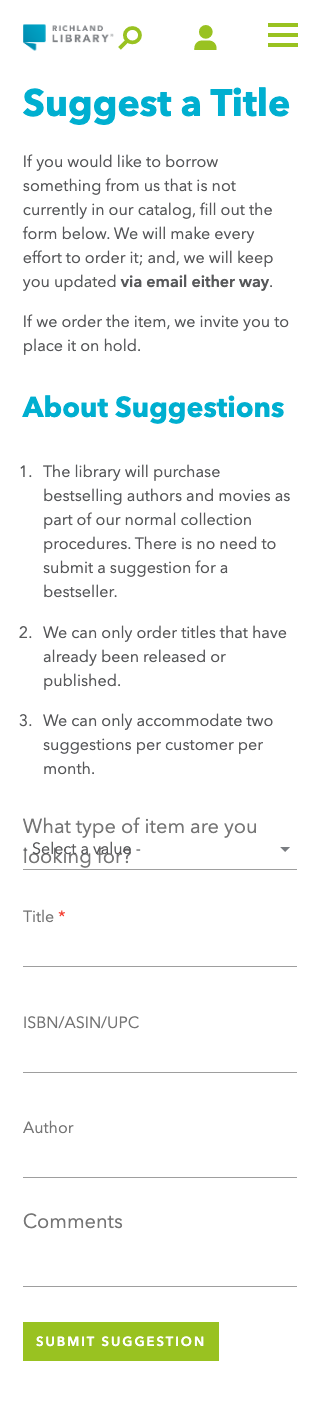 RICHLAND
LIBRARY
Suggest a Title
If you would like to borrow
something from us that is not
currently in our catalog, fill out the
form below. We will make every
effort to order it; and, we will keep
you updated via email either way.
If we order the item, we invite you to
place it on hold.
About Suggestions
1. The library will purchase
bestselling authors and movies as
part of our normal collection
procedures. There is no need to
submit a suggestion for a
bestseller.
2. We can only order titles that have
already been released or
published.
3. We can only accommodate two
suggestions per customer per
month.
What type of item are you
looking for?
- Select a value -
Title *
ISBN/ASIN/UPC
Author
Comments
SUBMIT SUGGESTION